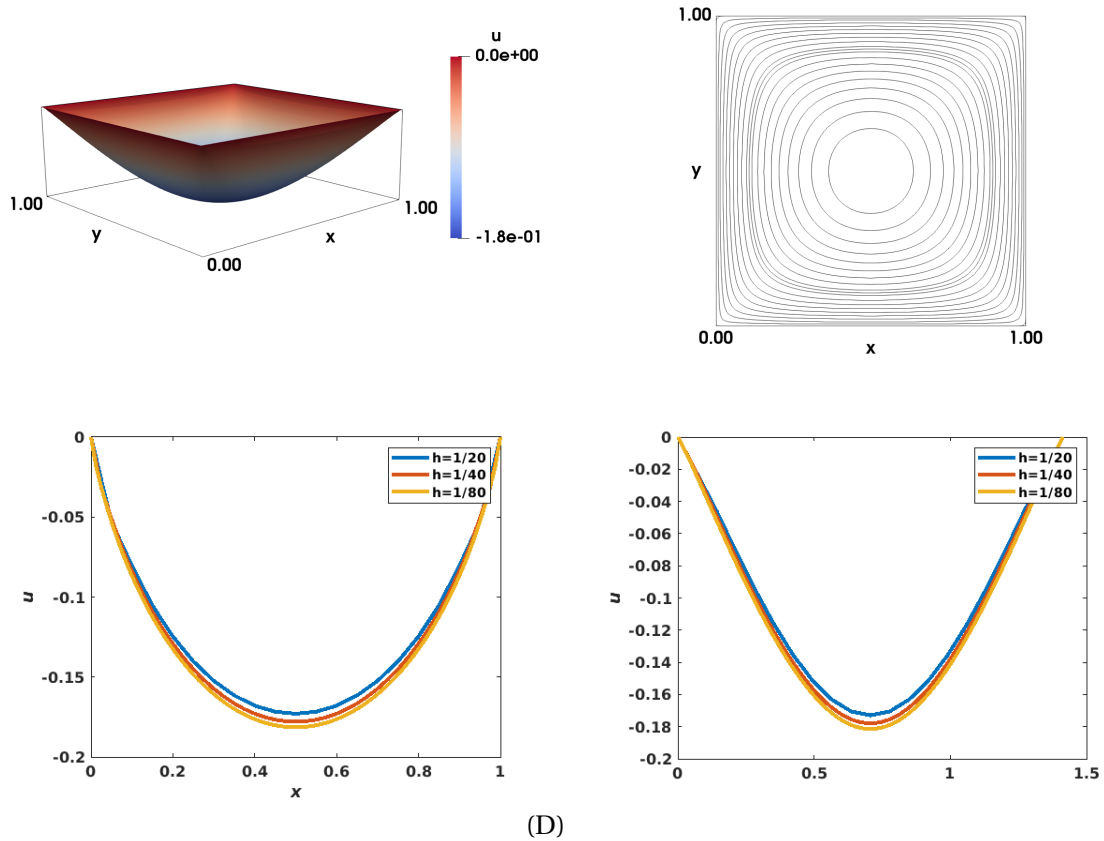 u
0.0e+00
-1.8e-01
1.00
y
0.00
x
1.00
1.00
y
0.00
x
1.00
0
-0.05
-0.1
-0.15
-0.2
u
0
0.2
0.4
0.6
0.8
1
x
h=1/20
h=1/40
h=1/80
0
-0.02
-0.04
-0.06
-0.08
-0.1
-0.12
-0.14
-0.16
-0.18
-0.2
u
0
0.5
1
1.5
h=1/20
h=1/40
h=1/80
(D)